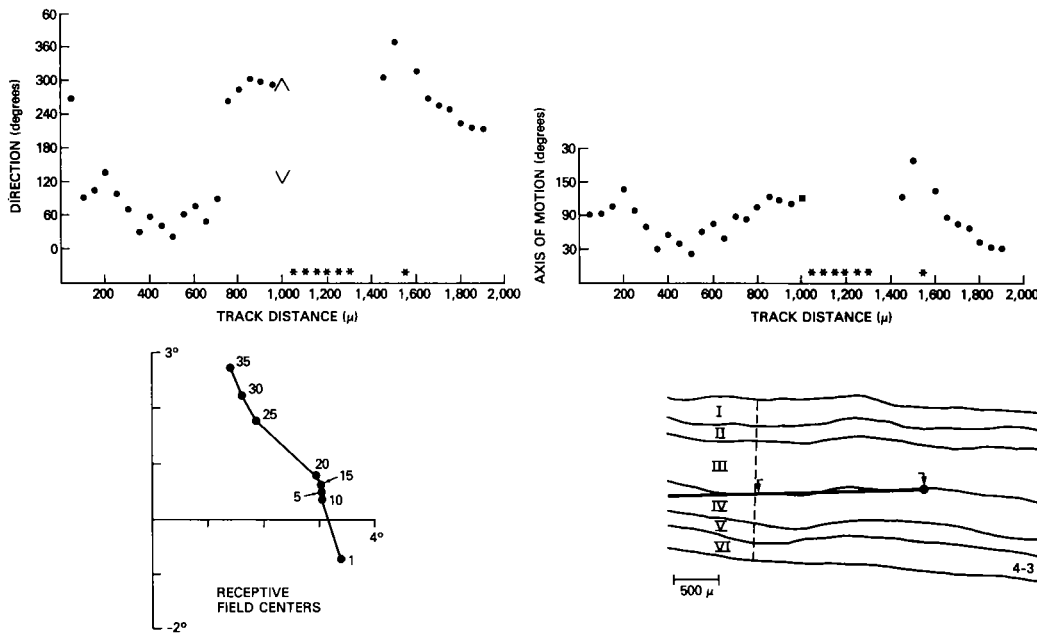 60
360
300
240
120
60
0
DIRECTION (degrees)
* * * * * * *
200 400 600 800 1,000 1,200 1,400 1,600 1,800 2,000
TRACK DISTANCE (μ)
30
150
90
30
AXIS OF MOTION (degrees)
* * * * * * *
200 400 600 800 1,000 1,200 1,400 1,600 1,800 2,000
TRACK DISTANCE (μ)
3°
35
30
25
20
15
5
10
4°
1
-2°
RECEPTIVE
FIELD CENTERS
I
II
III
IV
V
VI
4-3
500 μ